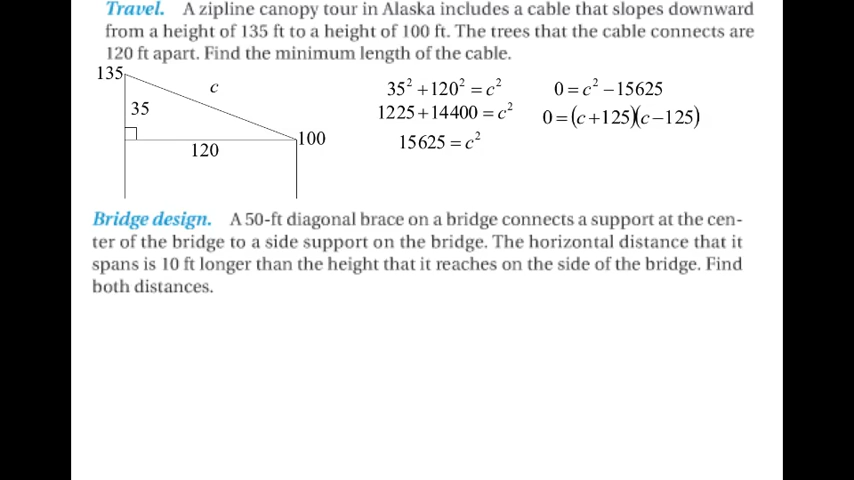 Travel. A zipline canopy tour in Alaska includes a cable that slopes downward
from a height of 135 ft to a height of 100 ft. The trees that the cable connects are
120 ft apart. Find the minimum length of the cable.
135
c
35
120
100
35² + 120² = c²
1225 + 14400 = c²
15625 = c²
0 = c² − 15625
0 = (c + 125)(c − 125)
Bridge design. A 50-ft diagonal brace on a bridge connects a support at the cen-
ter of the bridge to a side support on the bridge. The horizontal distance that it
spans is 10 ft longer than the height that it reaches on the side of the bridge. Find
both distances.